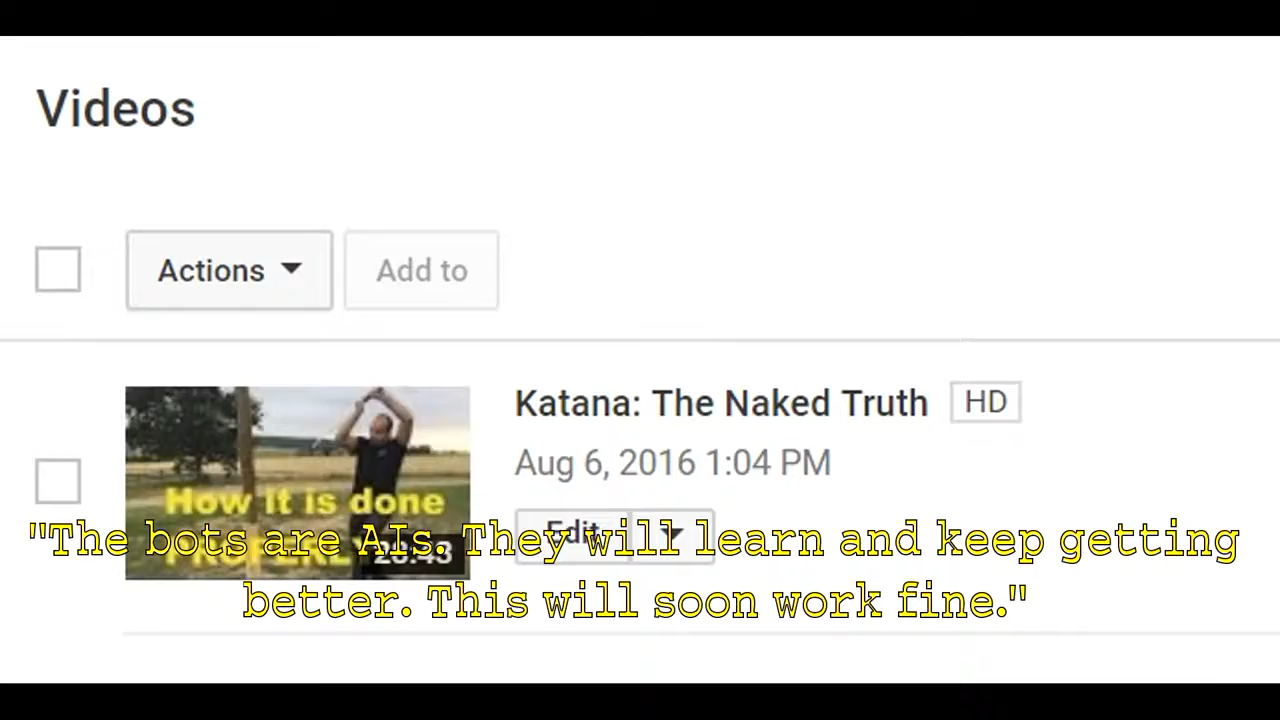 Videos
Actions
Add to
Katana: The Naked Truth HD
Aug 6, 2016 1:04 PM
How it is done
Edit
"The bots are AIs. They will learn and keep getting
better. This will soon work fine."